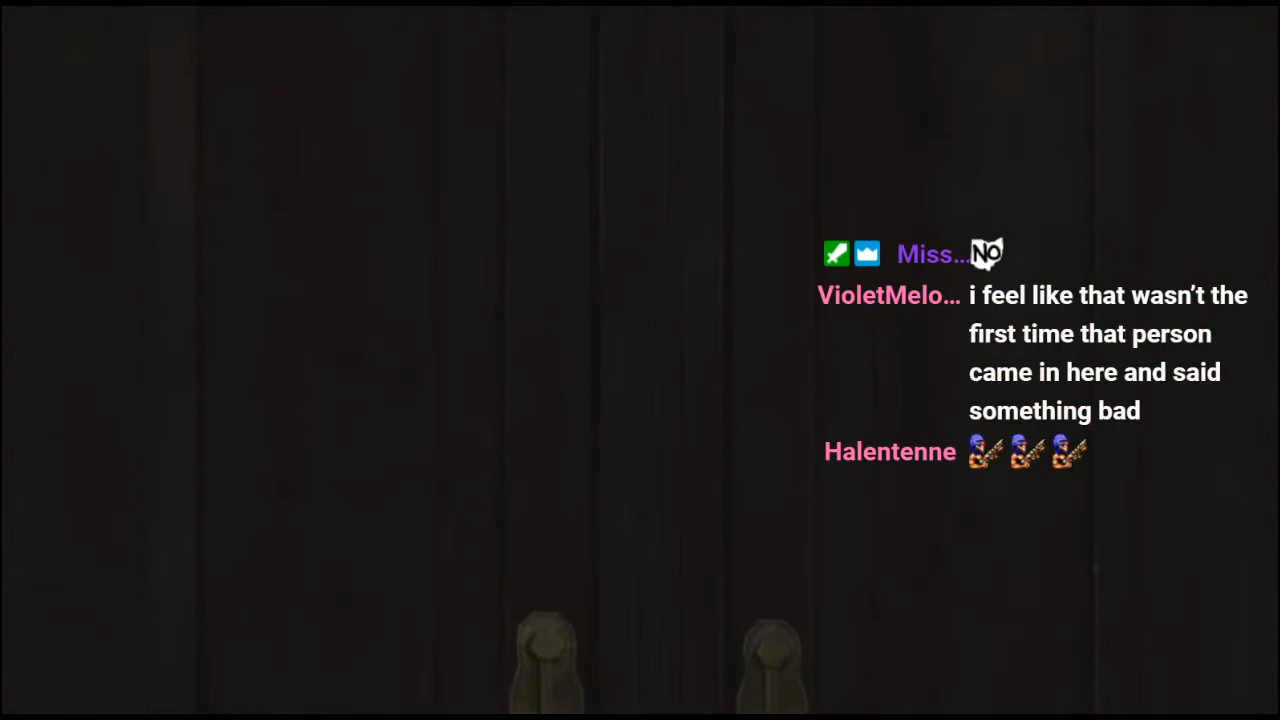 Miss... NO
VioletMelo... i feel like that wasn’t the
first time that person
came in here and said
something bad
Halentenne